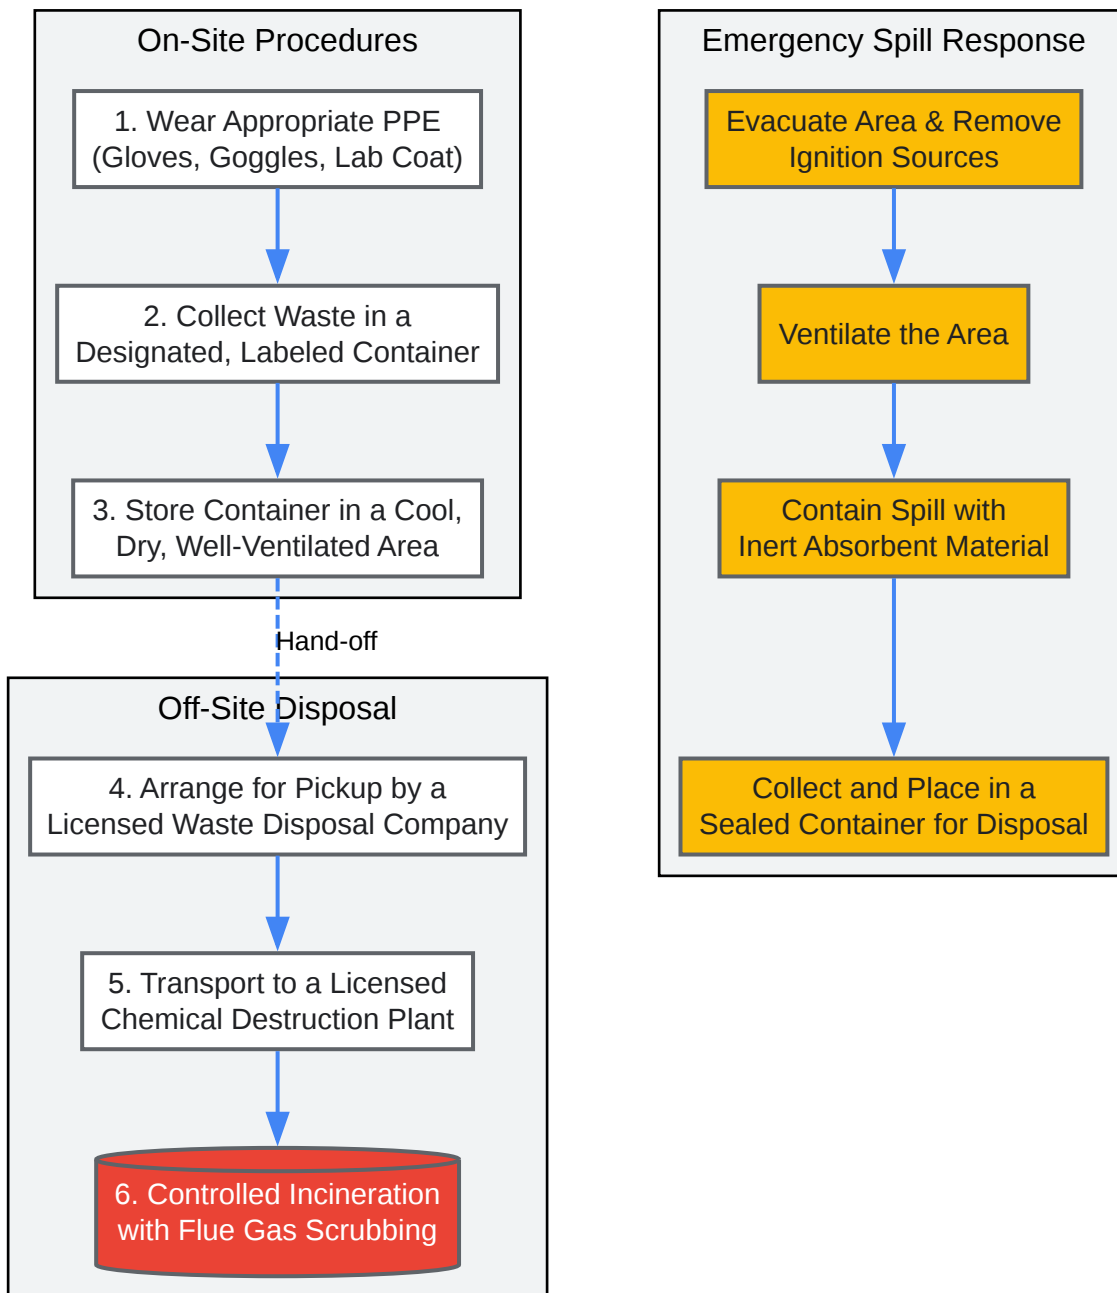 On-Site Procedures
1. Wear Appropriate PPE
(Gloves, Goggles, Lab Coat)
2. Collect Waste in a
Designated, Labeled Container
3. Store Container in a Cool,
Dry, Well-Ventilated Area
Hand-off
Off-Site Disposal
4. Arrange for Pickup by a
Licensed Waste Disposal Company
5. Transport to a Licensed
Chemical Destruction Plant
6. Controlled Incineration
with Flue Gas Scrubbing
Emergency Spill Response
Evacuate Area & Remove
Ignition Sources
Ventilate the Area
Contain Spill with
Inert Absorbent Material
Collect and Place in a
Sealed Container for Disposal